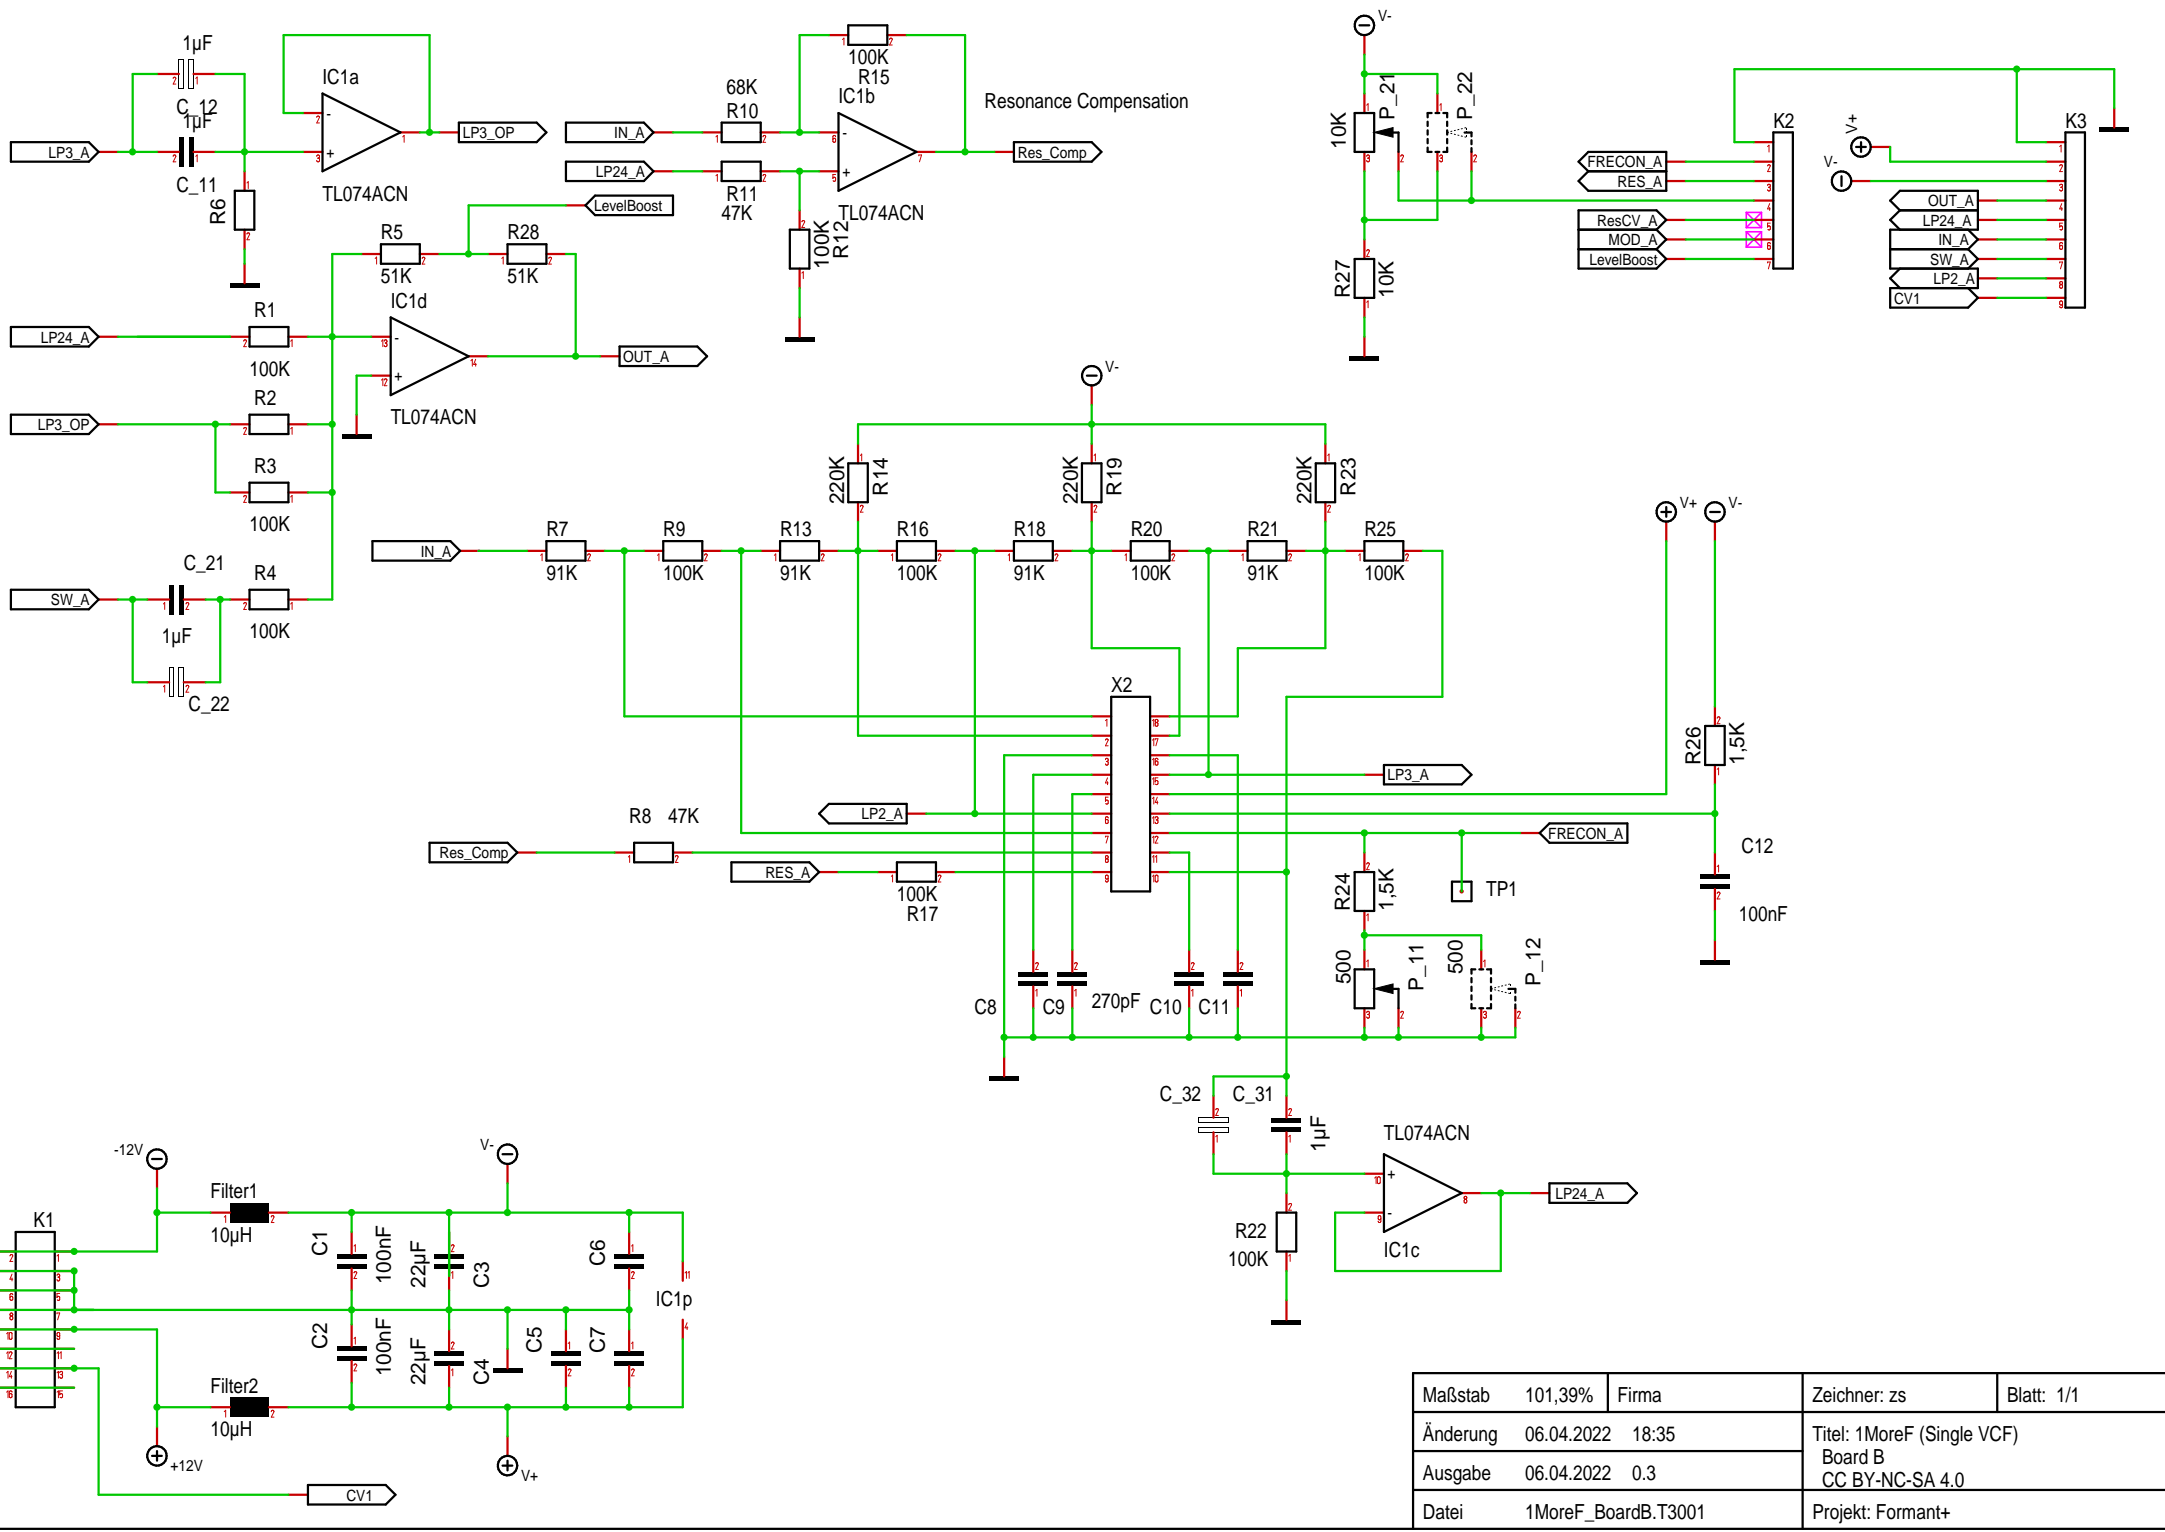 1µF
C_12
1µF
LP3_A
C_11
R6
IC1a
TL074ACN
LP3_OP
68K
R10
IN_A
LP24_A
R11
47K
100K
R12
100K
R15
IC1b
TL074ACN
Resonance Compensation
Res_Comp
LevelBoost
R5
51K
R28
51K
IC1d
TL074ACN
OUT_A
R1
LP24_A
100K
R2
LP3_OP
R3
100K
C_21
SW_A
1µF
R4
100K
C_22
V-
10K
P_21
P_22
R27
10K
K2
FRECON_A
RES_A
ResCV_A
MOD_A
LevelBoost
K3
V+
V-
OUT_A
LP24_A
IN_A
SW_A
LP2_A
CV1
V-
220K
R14
220K
R19
220K
R23
IN_A
R7
91K
R9
100K
R13
91K
R16
100K
R18
91K
R20
100K
R21
91K
R25
100K
V+
V-
X2
LP3_A
LP2_A
R26
1,5K
R8 47K
Res_Comp
RES_A
100K
R17
FRECON_A
R24
1,5K
TP1
C12
100nF
C8
C9
270pF
C10
C11
500
P_11
500
P_12
C_32
C_31
1µF
TL074ACN
IC1c
LP24_A
R22
100K
-12V
Filter1
10µH
K1
C1
100nF
22µF
C3
V-
C6
IC1p
C2
100nF
22µF
C4
C5
C7
Filter2
10µH
+12V
V+
CV1
Maßstab 101,39% Firma Zeichner: zs Blatt: 1/1
Änderung 06.04.2022 18:35 Titel: 1MoreF (Single VCF)
Board B
Ausgabe 06.04.2022 0.3 CC BY-NC-SA 4.0
Datei 1MoreF_BoardB.T3001 Projekt: Formant+